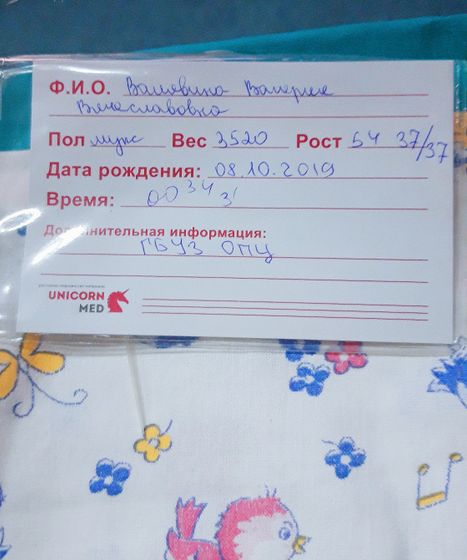 Ф.И.О. Валерия
Вячеславовна
Пол муж Вес 3520 Рост 54 37/37
Дата рождения: 08.10.2019
Время: 00 34
Дополнительная информация:
ГБУЗ ОПЦ
UNICORN
MED